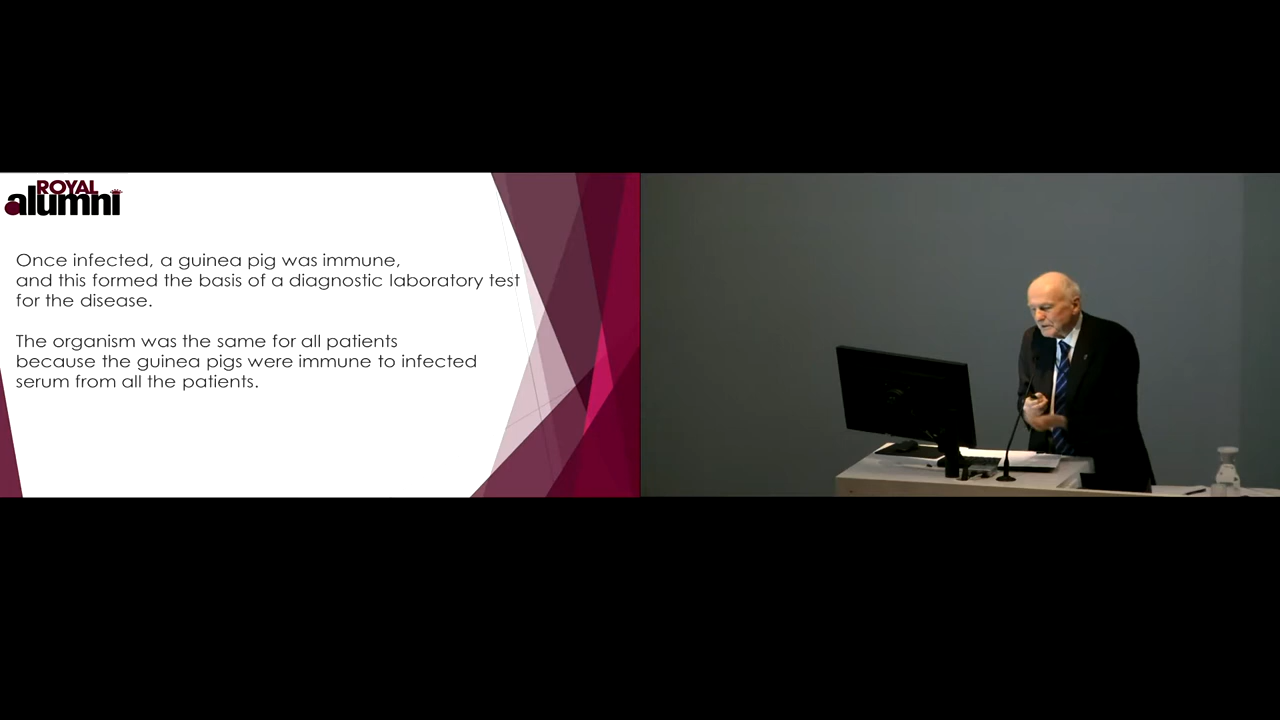 ROYAL
alumni
Once infected, a guinea pig was immune,
and this formed the basis of a diagnostic laboratory test
for the disease.
The organism was the same for all patients
because the guinea pigs were immune to infected
serum from all the patients.